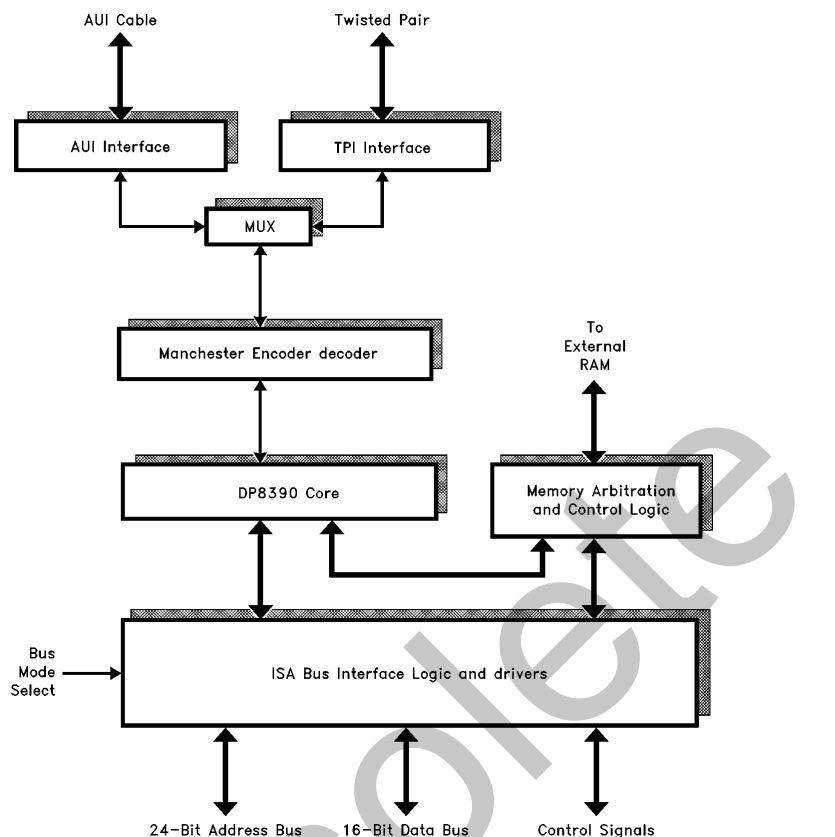 AUI Cable
Twisted Pair
AUI Interface
TPI Interface
MUX
Manchester Encoder decoder
To
External
RAM
DP8390 Core
Memory Arbitration
and Control Logic
Bus
Mode
Select
ISA Bus Interface Logic and drivers
24-Bit Address Bus
16-Bit Data Bus
Control Signals
olete